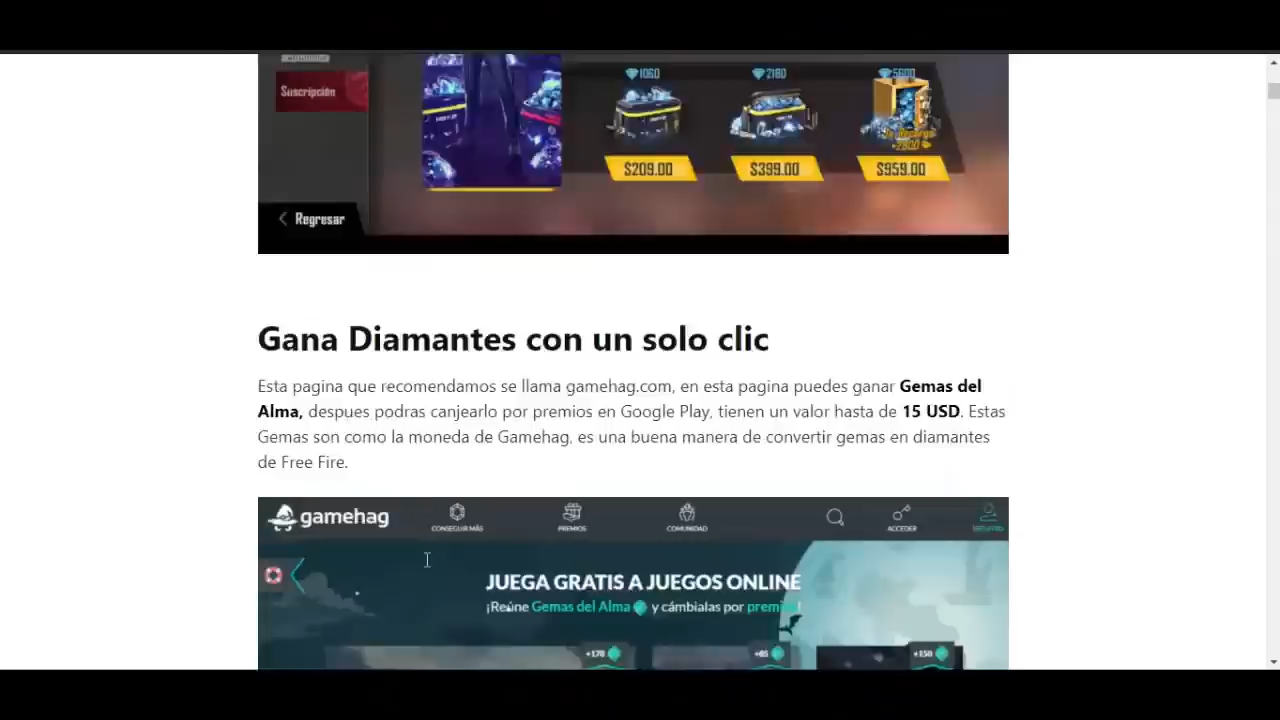 1060 2180 5600
Suscripción
+2800
$209.00 $399.00 $959.00
Regresar
Gana Diamantes con un solo clic
Esta pagina que recomendamos se llama gamehag.com, en esta pagina puedes ganar Gemas del
Alma, despues podras canjearlo por premios en Google Play, tienen un valor hasta de 15 USD. Estas
Gemas son como la moneda de Gamehag, es una buena manera de convertir gemas en diamantes
de Free Fire.
gamehag CONSEGUIR MÁS PREMIOS COMUNIDAD ACCEDER
JUEGA GRATIS A JUEGOS ONLINE
¡Reúne Gemas del Alma y cámbialas por premios!
+170 +85 +150